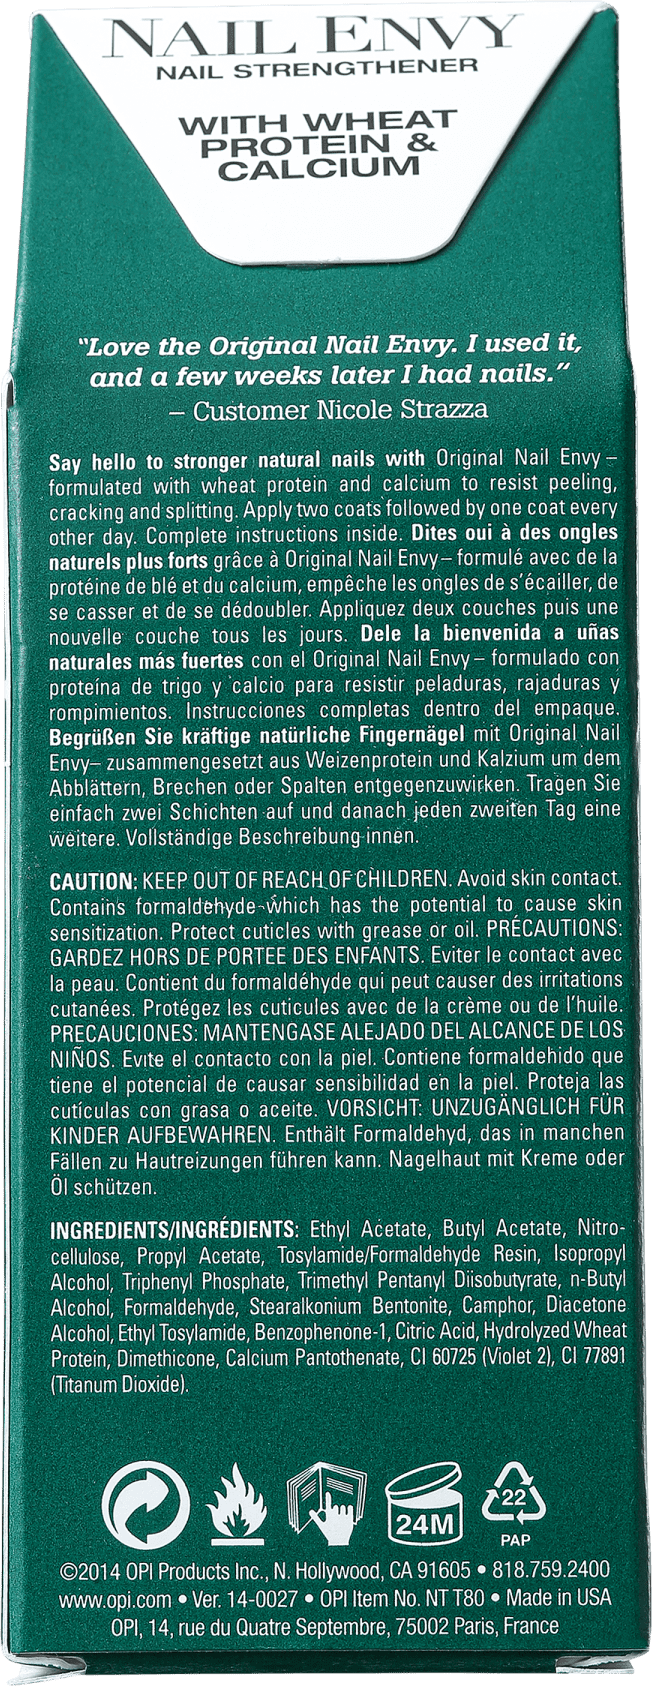 NAIL ENVY
NAIL STRENGTHENER
WITH WHEAT
PROTEIN &
CALCIUM
“Love the Original Nail Envy. I used it,
and a few weeks later I had nails.”
– Customer Nicole Strazza
Say hello to stronger natural nails with Original Nail Envy –
formulated with wheat protein and calcium to resist peeling,
cracking and splitting. Apply two coats followed by one coat every
other day. Complete instructions inside. Dites oui à des ongles
naturels plus forts grâce à Original Nail Envy – formulé avec de la
protéine de blé et du calcium, empêche les ongles de s’écailler, de
se casser et de se dédoubler. Appliquez deux couches puis une
nouvelle couche tous les jours. Dele la bienvenida a uñas
naturales más fuertes con el Original Nail Envy – formulado con
proteína de trigo y calcio para resistir peladuras, rajaduras y
rompimientos. Instrucciones completas dentro del empaque.
Begrüßen Sie kräftige natürliche Fingernägel mit Original Nail
Envy– zusammengesetzt aus Weizenprotein und Kalzium um dem
Abblättern, Brechen oder Spalten entgegenzuwirken. Tragen Sie
einfach zwei Schichten auf und danach jeden zweiten Tag eine
weitere. Vollständige Beschreibung innen.
CAUTION: KEEP OUT OF REACH OF CHILDREN. Avoid skin contact.
Contains formaldehyde which has the potential to cause skin
sensitization. Protect cuticles with grease or oil. PRÉCAUTIONS:
GARDEZ HORS DE PORTEE DES ENFANTS. Eviter le contact avec
la peau. Contient du formaldéhyde qui peut causer des irritations
cutanées. Protégez les cuticules avec de la crème ou de l’huile.
PRECAUCIONES: MANTENGASE ALEJADO DEL ALCANCE DE LOS
NIÑOS. Evite el contacto con la piel. Contiene formaldehido que
tiene el potencial de causar sensibilidad en la piel. Proteja las
cutículas con grasa o aceite. VORSICHT: UNZUGÄNGLICH FÜR
KINDER AUFBEWAHREN. Enthält Formaldehyd, das in manchen
Fällen zu Hautreizungen führen kann. Nagelhaut mit Kreme oder
Öl schützen.
INGREDIENTS/INGRÉDIENTS: Ethyl Acetate, Butyl Acetate, Nitro-
cellulose, Propyl Acetate, Tosylamide/Formaldehyde Resin, Isopropyl
Alcohol, Triphenyl Phosphate, Trimethyl Pentanyl Diisobutyrate, n-Butyl
Alcohol, Formaldehyde, Stearalkonium Bentonite, Camphor, Diacetone
Alcohol, Ethyl Tosylamide, Benzophenone-1, Citric Acid, Hydrolyzed Wheat
Protein, Dimethicone, Calcium Pantothenate, CI 60725 (Violet 2), CI 77891
(Titanum Dioxide).
24M
22
PAP
©2014 OPI Products Inc., N. Hollywood, CA 91605 • 818.759.2400
www.opi.com • Ver. 14-0027 • OPI Item No. NT T80 • Made in USA
OPI, 14, rue du Quatre Septembre, 75002 Paris, France